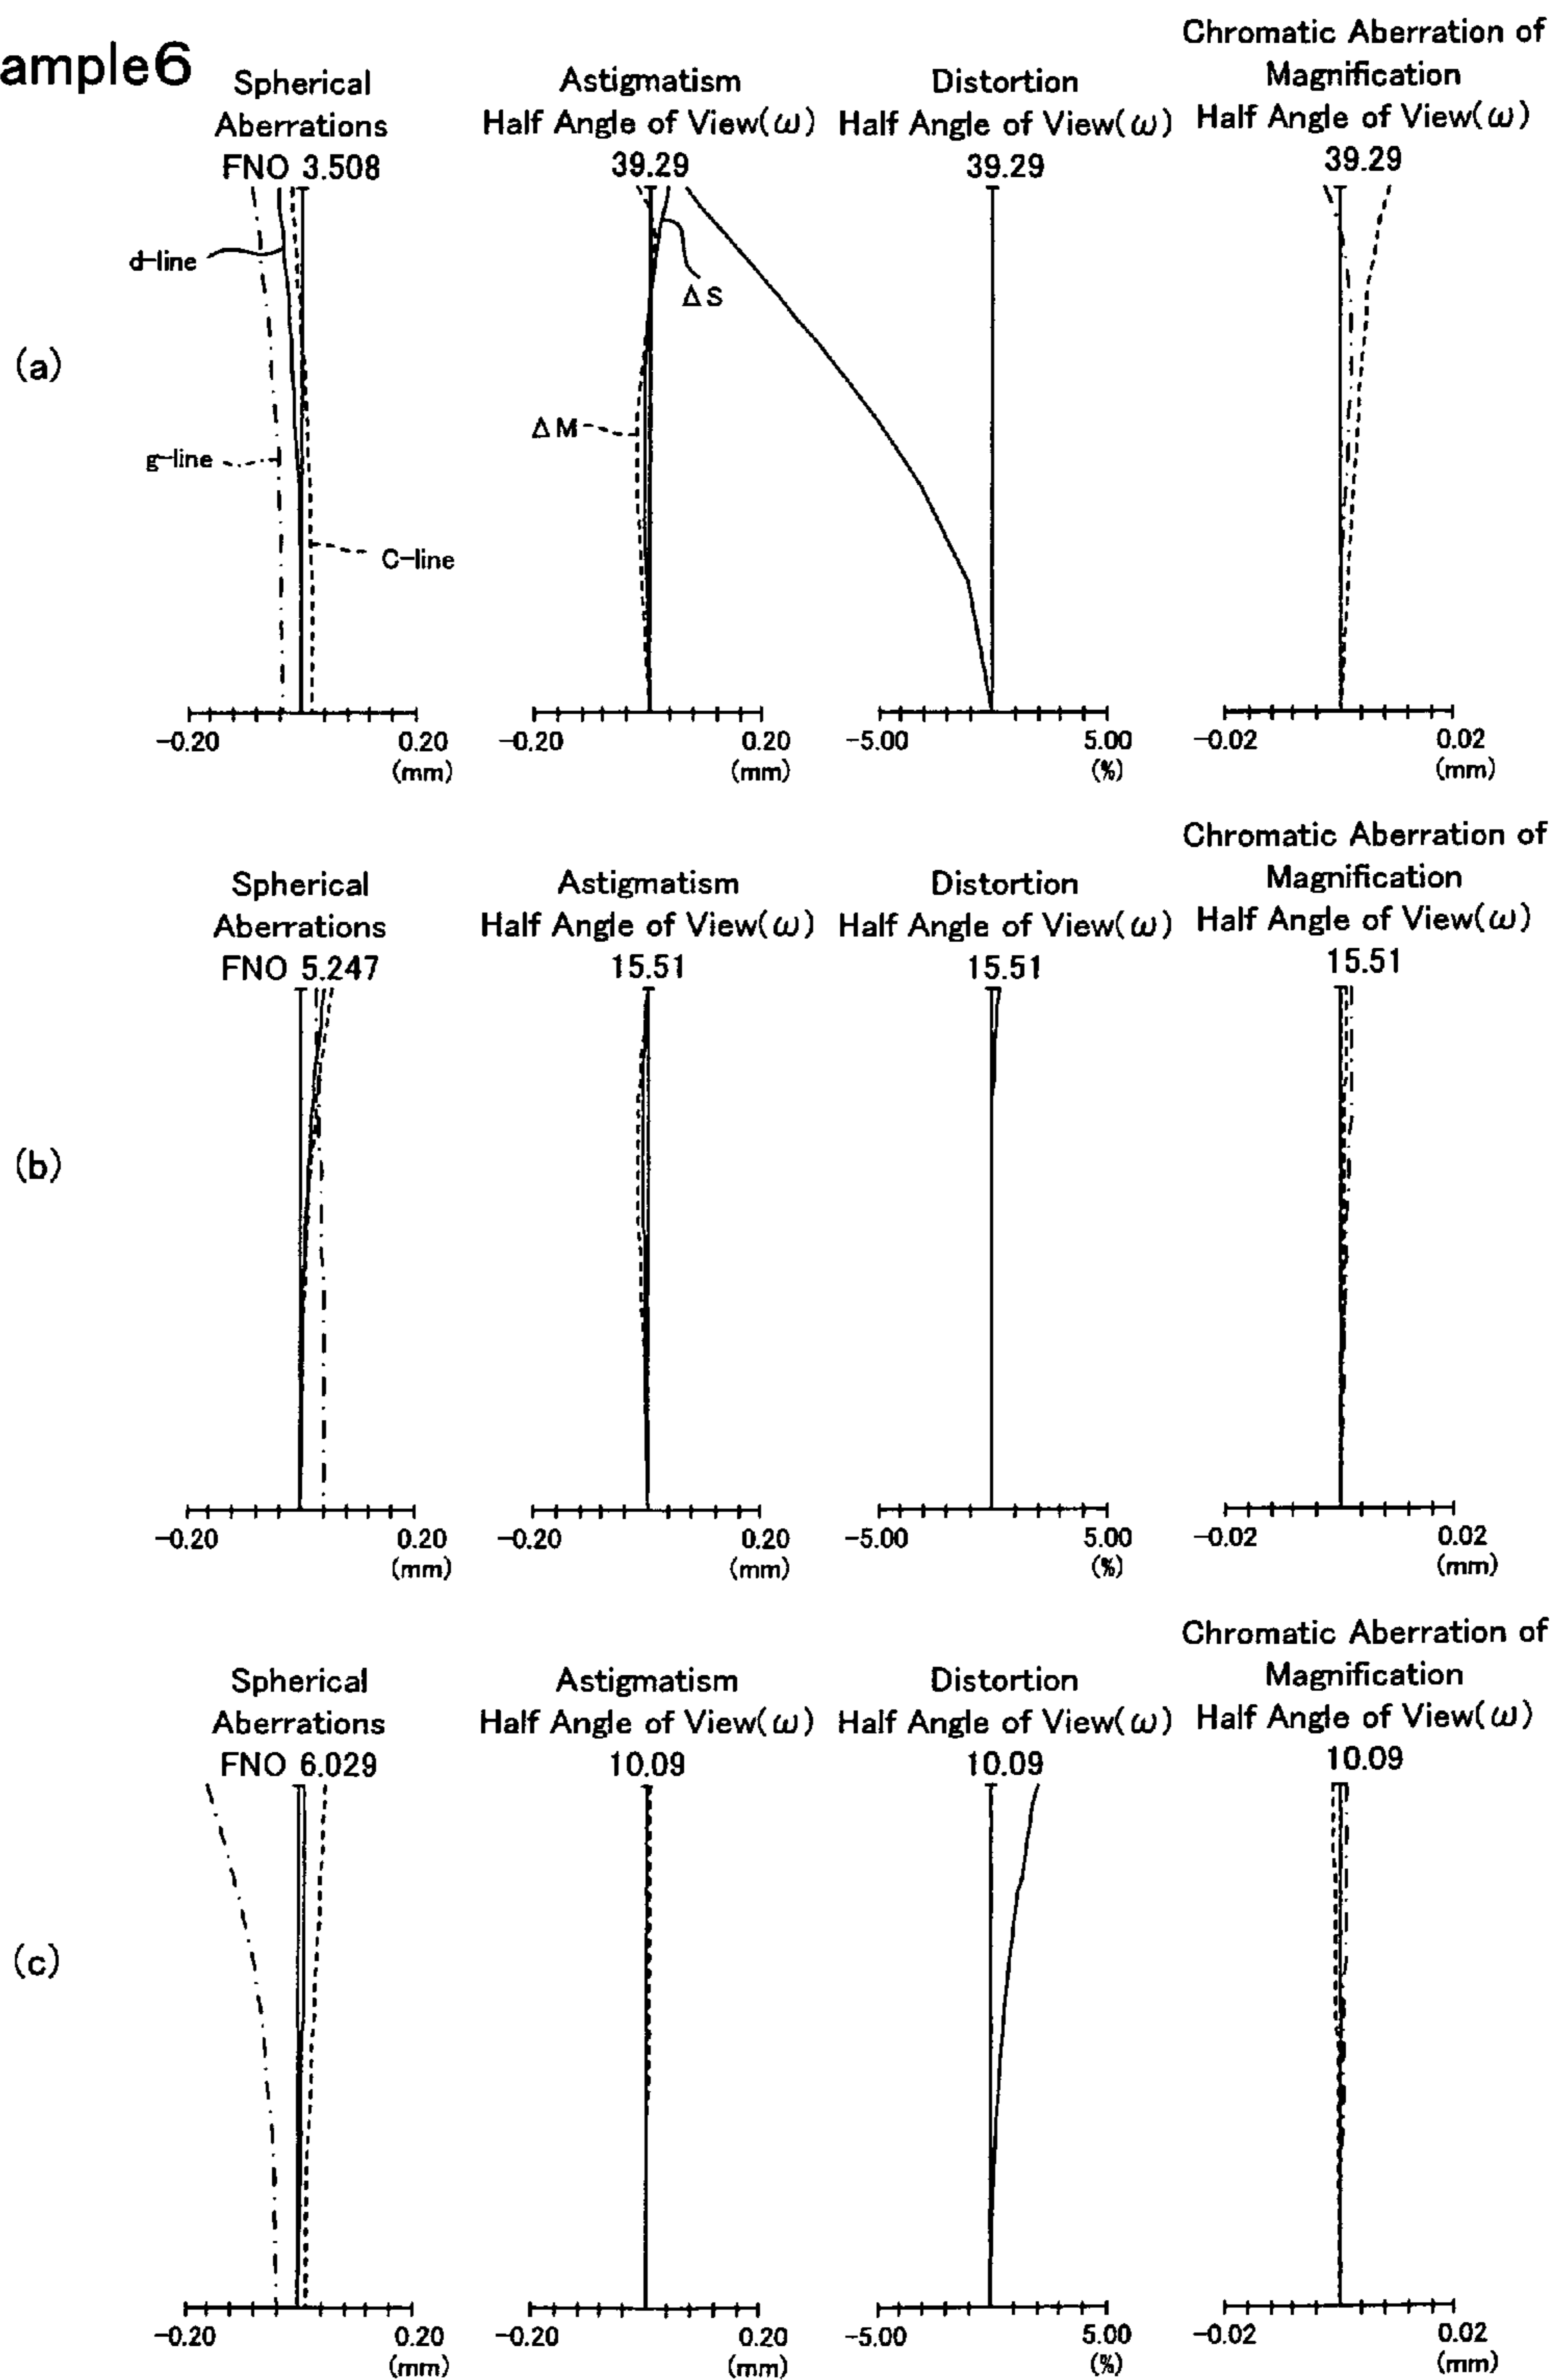 ample6
Spherical
Aberrations
FNO 3.508
Astigmatism
Half Angle of View(ω)
39.29
Distortion
Half Angle of View(ω)
39.29
Chromatic Aberration of
Magnification
Half Angle of View(ω)
39.29
(a)
d-line
g-line
C-line
ΔS
ΔM
-0.20
0.20
(mm)
-0.20
0.20
(mm)
-5.00
5.00
(%)
-0.02
0.02
(mm)
Spherical
Aberrations
FNO 5.247
Astigmatism
Half Angle of View(ω)
15.51
Distortion
Half Angle of View(ω)
15.51
Chromatic Aberration of
Magnification
Half Angle of View(ω)
15.51
(b)
-0.20
0.20
(mm)
-0.20
0.20
(mm)
-5.00
5.00
(%)
-0.02
0.02
(mm)
Spherical
Aberrations
FNO 6.029
Astigmatism
Half Angle of View(ω)
10.09
Distortion
Half Angle of View(ω)
10.09
Chromatic Aberration of
Magnification
Half Angle of View(ω)
10.09
(c)
-0.20
0.20
(mm)
-0.20
0.20
(mm)
-5.00
5.00
(%)
-0.02
0.02
(mm)